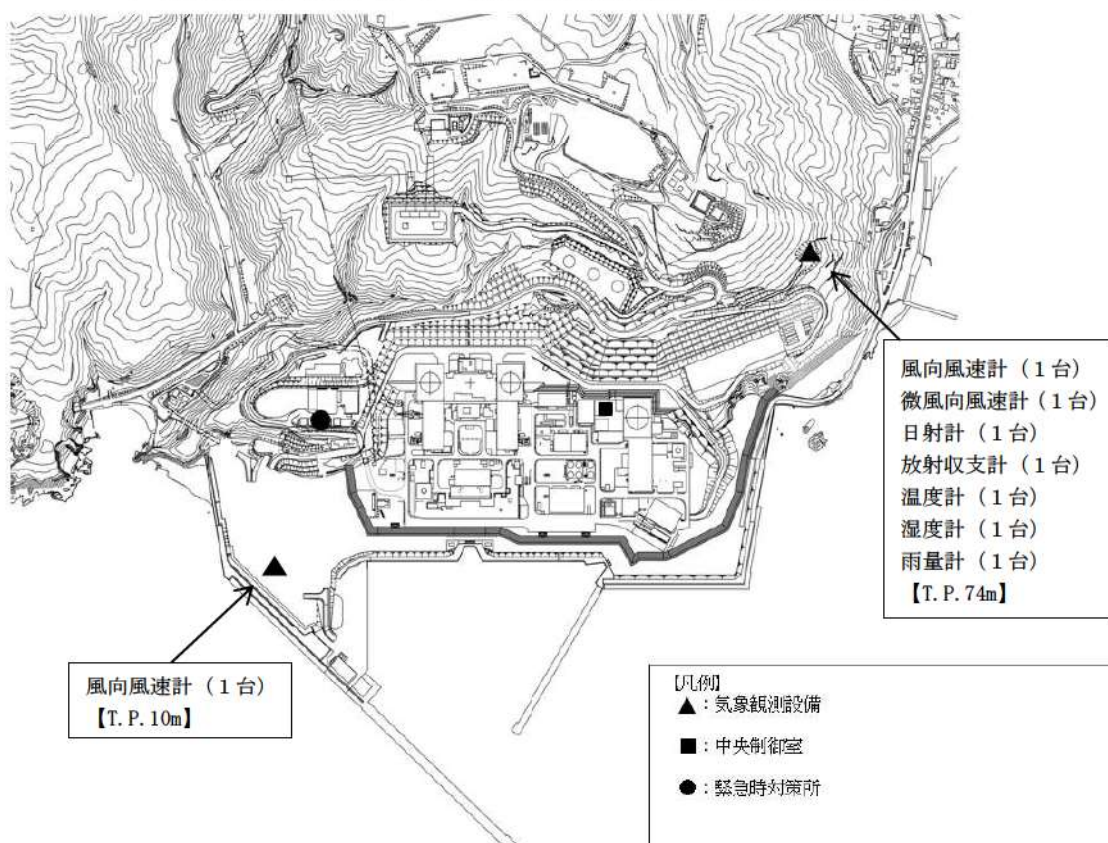 風向風速計（１台）
微風向風速計（１台）
日射計（１台）
放射収支計（１台）
温度計（１台）
湿度計（１台）
雨量計（１台）
【T.P.74m】
風向風速計（１台）
【T.P.10m】
【凡例】
▲：気象観測設備
■：中央制御室
●：緊急時対策所